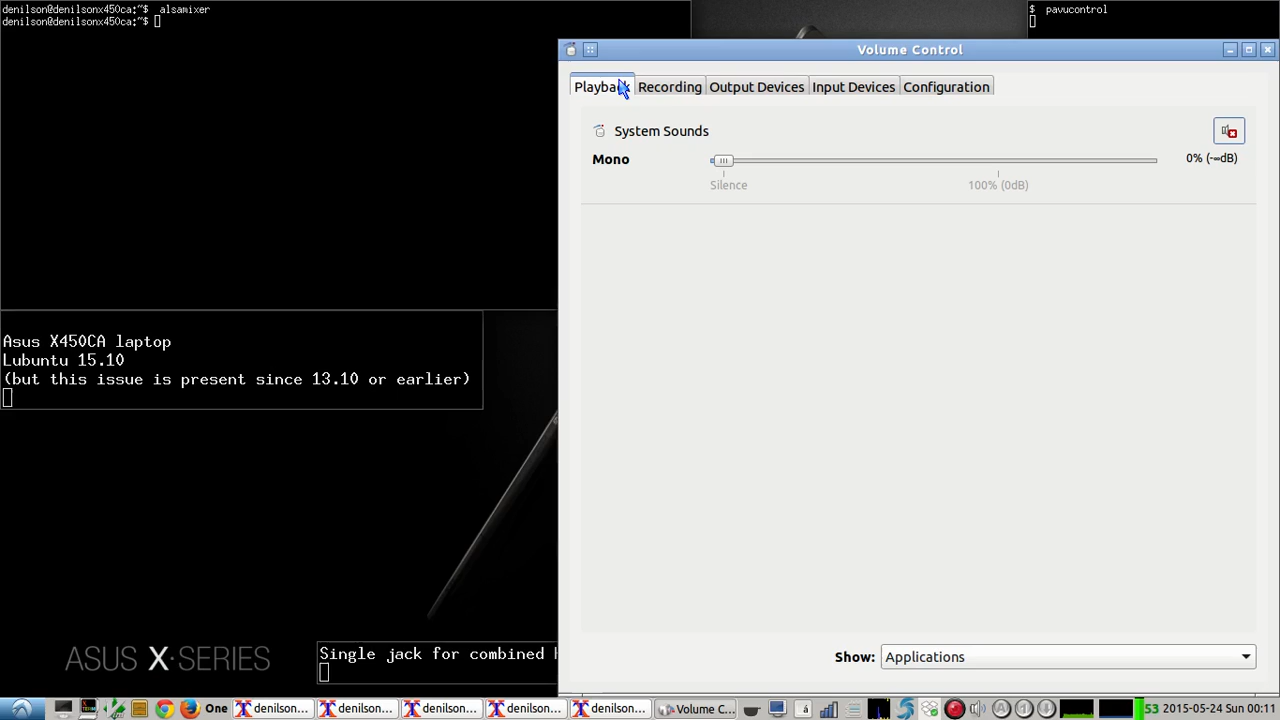 denilson@denilsonx450ca:~$ alsamixer
denilson@denilsonx450ca:~$
$ pavucontrol
Volume Control
Playback Recording Output Devices Input Devices Configuration
System Sounds
Mono 0% (-∞dB)
Silence 100% (0dB)
Asus X450CA laptop
Lubuntu 15.10
(but this issue is present since 13.10 or earlier)
ASUS X·SERIES
Single jack for combined
Show: Applications
One denilson... denilson... denilson... denilson... denilson... Volume C... á A 1 53 2015-05-24 Sun 00:11